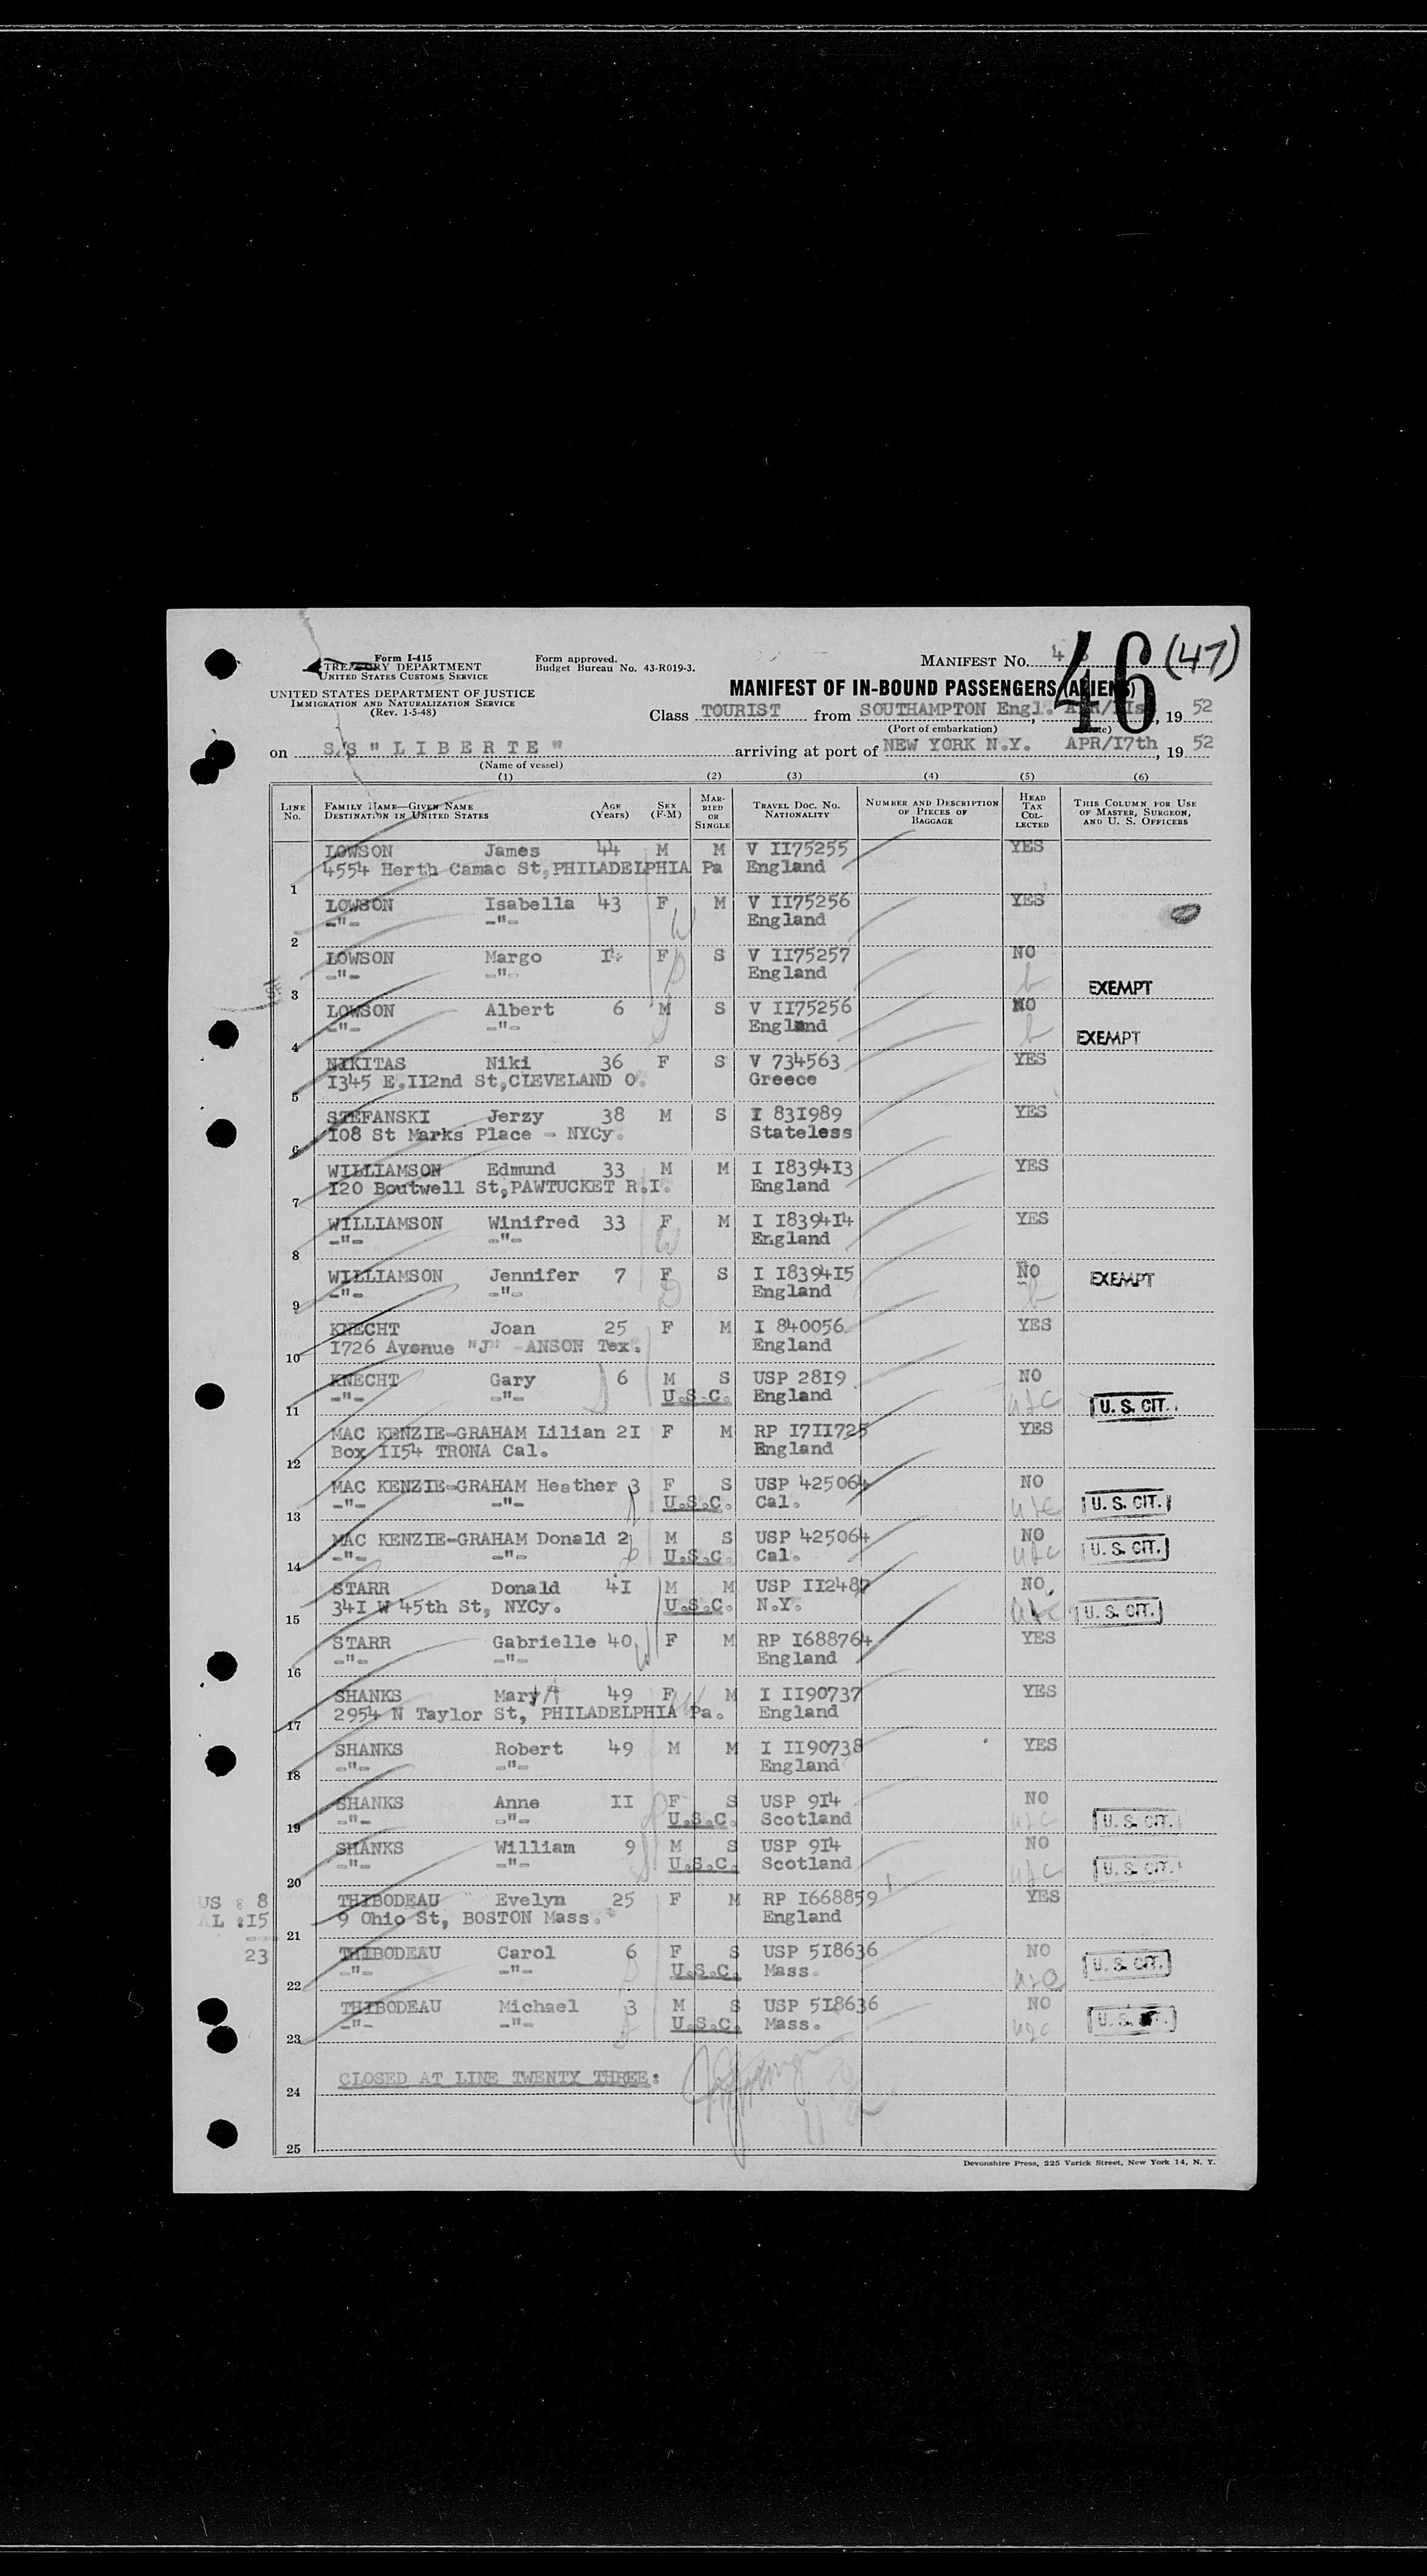 Form I-415
TREASURY DEPARTMENT
UNITED STATES CUSTOMS SERVICE
UNITED STATES DEPARTMENT OF JUSTICE
IMMIGRATION AND NATURALIZATION SERVICE
(Rev. 1-5-48)
Form approved.
Budget Bureau No. 43-R019-3.
MANIFEST No.
46 (47)
MANIFEST OF IN-BOUND PASSENGERS (ALIENS)
Class TOURIST from SOUTHAMPTON Engl. , APR/IIst, 19 52
(Port of embarkation) (Date)
on S/S "L I B E R T E" arriving at port of NEW YORK N.Y. APR/I7th , 19 52
(Name of vessel)
(1) (2) (3) (4) (5) (6)
LINE No. FAMILY NAME—GIVEN NAME DESTINATION IN UNITED STATES AGE (Years) SEX (F-M) MARRIED OR SINGLE TRAVEL DOC. NO. NATIONALITY NUMBER AND DESCRIPTION OF PIECES OF BAGGAGE HEAD TAX COLLECTED THIS COLUMN FOR USE OF MASTER, SURGEON, AND U. S. OFFICERS
LOWSON James 44 M M V II75255 YES
1 4554 Herth Camac St,PHILADELPHIA Pa England
LOWSON Isabella 43 F M V II75256 YES
2 -"- -"- England
LOWSON Margo I4 F S V II75257 NO
3 -"- -"- England EXEMPT
LOWSON Albert 6 M S V II75256 NO
4 -"- -"- England EXEMPT
NIKITAS Niki 36 F S V 734563 YES
5 I345 E.II2nd St,CLEVELAND O. Greece
STEFANSKI Jerzy 38 M S I 83I989 YES
6 I08 St Marks Place - NYCy. Stateless
WILLIAMSON Edmund 33 M M I I8394I3 YES
7 I20 Boutwell St,PAWTUCKET R.I. England
WILLIAMSON Winifred 33 F M I I8394I4 YES
8 -"- -"- England
WILLIAMSON Jennifer 7 F S I I8394I5 NO
9 -"- -"- England EXEMPT
KNECHT Joan 25 F M I 840056 YES
10 I726 Avenue "J" -ANSON Tex. England
KNECHT Gary 6 M S USP 28I9 NO
11 -"- -"- U.S.C. England usc U. S. CIT.
MAC KENZIE-GRAHAM Lilian 2I F M RP I7II725 YES
12 Box II54 TRONA Cal. England
MAC KENZIE-GRAHAM Heather 3 F S USP 425064 NO
13 -"- -"- U.S.C. Cal. usc U. S. CIT.
MAC KENZIE-GRAHAM Donald 2 M S USP 425064 NO
14 -"- -"- U.S.C. Cal. usc U. S. CIT.
STARR Donald 4I M M USP II2487 NO
15 34I W 45th St, NYCy. U.S.C. N.Y. usc U. S. CIT.
STARR Gabrielle 40 F M RP I688764 YES
16 -"- -"- England
SHANKS Mary A 49 F M I II90737 YES
17 2954 N Taylor St, PHILADELPHIA Pa. England
SHANKS Robert 49 M M I II90738 YES
18 -"- -"- England
SHANKS Anne II F S USP 9I4 NO
19 -"- -"- U.S.C. Scotland usc U. S. CIT.
SHANKS William 9 M S USP 9I4 NO
20 -"- -"- U.S.C. Scotland usc U. S. CIT.
US : 8 THIBODEAU Evelyn 25 F M RP I668859 YES
AL :I5 21 9 Ohio St, BOSTON Mass. England
23 THIBODEAU Carol 6 F S USP 5I8636 NO
22 -"- -"- U.S.C. Mass. usc U. S. CIT.
THIBODEAU Michael 3 M S USP 5I8636 NO
23 -"- -"- U.S.C. Mass. usc U. S. CIT.
24 CLOSED AT LINE TWENTY THREE:
25
Devonshire Press, 225 Varick Street, New York 14, N. Y.